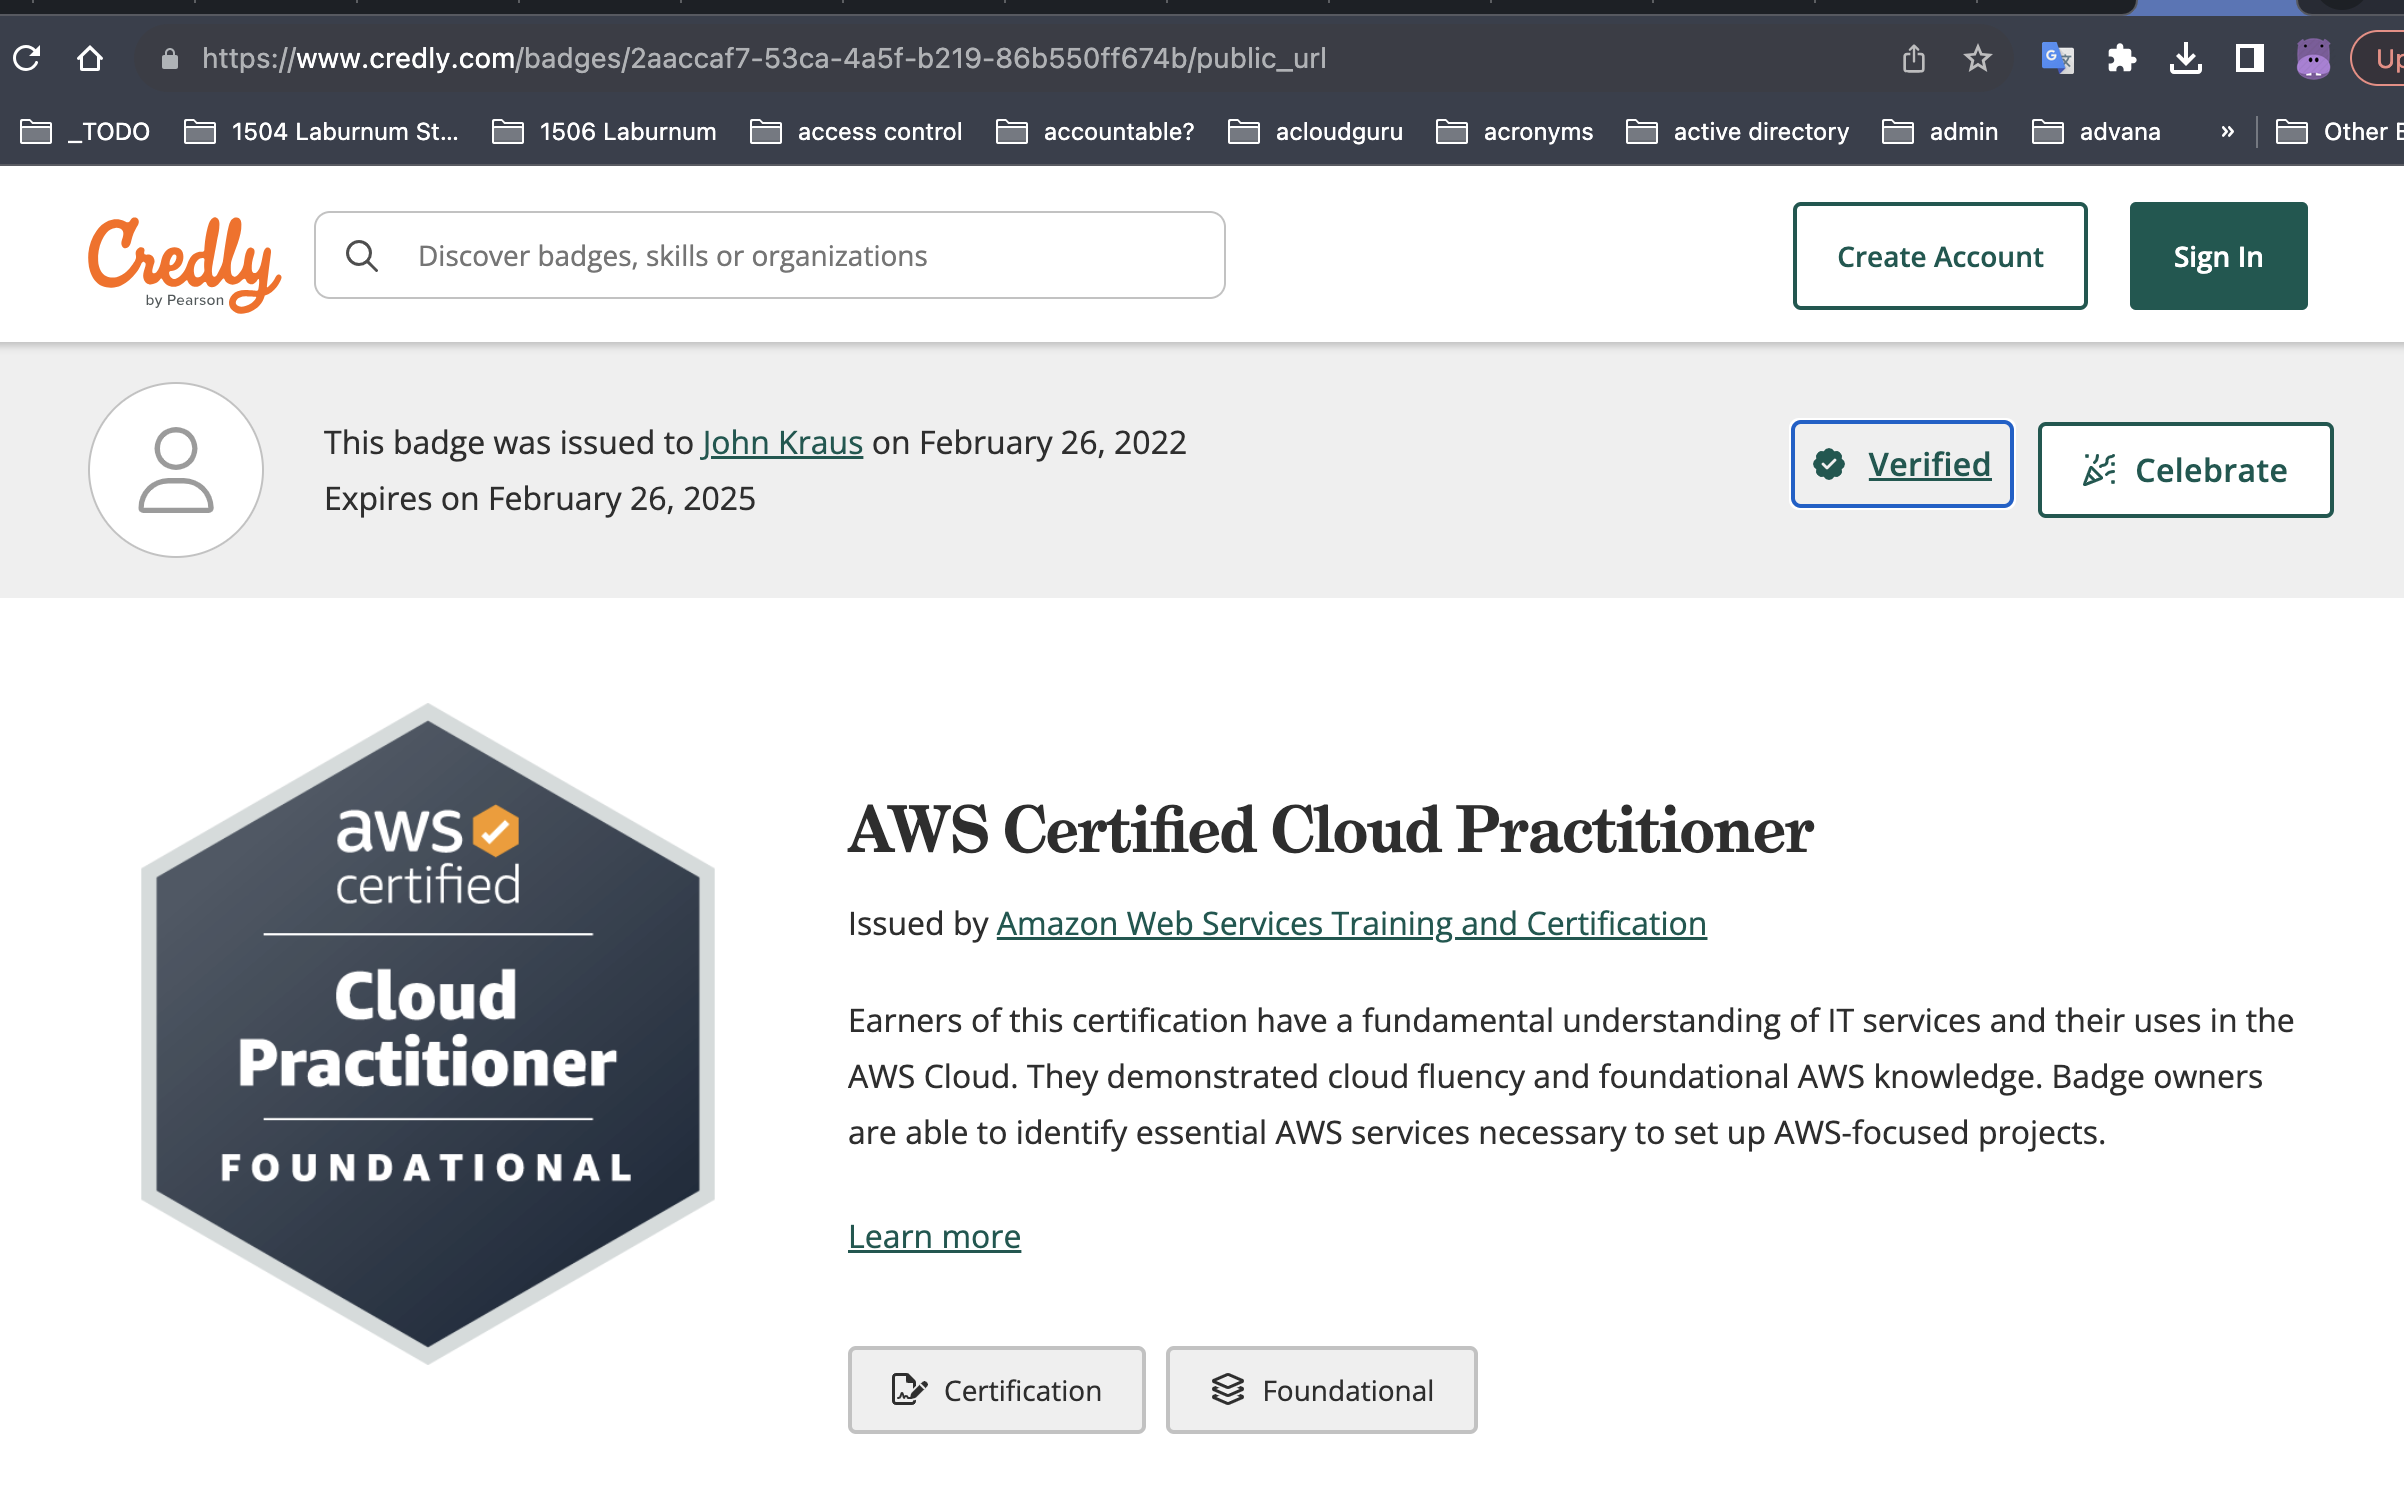 https://www.credly.com/badges/2aaccaf7-53ca-4a5f-b219-86b550ff674b/public_url
_TODO
1504 Laburnum St...
1506 Laburnum
access control
accountable?
acloudguru
acronyms
active directory
admin
advana
»
Other
Credly
by Pearson
Discover badges, skills or organizations
Create Account
Sign In
This badge was issued to John Kraus on February 26, 2022
Expires on February 26, 2025
Verified
Celebrate
aws
certified
Cloud
Practitioner
FOUNDATIONAL
AWS Certified Cloud Practitioner
Issued by Amazon Web Services Training and Certification
Earners of this certification have a fundamental understanding of IT services and their uses in the
AWS Cloud. They demonstrated cloud fluency and foundational AWS knowledge. Badge owners
are able to identify essential AWS services necessary to set up AWS-focused projects.
Learn more
Certification
Foundational